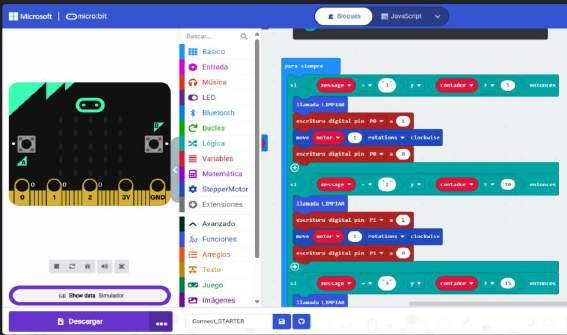 Microsoft | micro:bit
Bloques
JavaScript
Buscar...
Básico
Entrada
Música
LED
Bluetooth
Bucles
Lógica
Variables
Matemática
StepperMotor
Extensiones
Avanzado
Funciones
Arreglos
Texto
Juego
Imágenes
0 1 2 3V GND
A
B
Show data Simulador
Descargar
Connect_STARTER
para siempre
si message = "1" y contador ≥ 5 entonces
llamada LIMPIAR
escritura digital pin P0 a 1
move motor 1 rotations clockwise
escritura digital pin P0 a 0
si message = "2" y contador ≥ 10 entonces
llamada LIMPIAR
escritura digital pin P1 a 1
move motor 1 rotations clockwise
escritura digital pin P1 a 0
si message = "3" y contador ≥ 15 entonces
llamada LIMPIAR